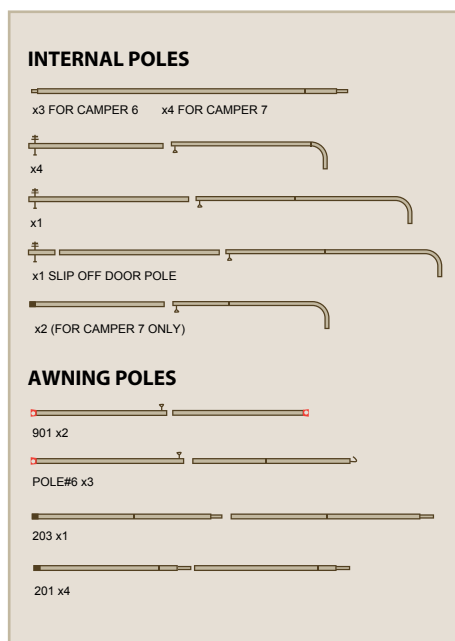 INTERNAL POLES
x3 FOR CAMPER 6 x4 FOR CAMPER 7
x4
x1
x1 SLIP OFF DOOR POLE
x2 (FOR CAMPER 7 ONLY)
AWNING POLES
901 x2
POLE#6 x3
203 x1
201 x4